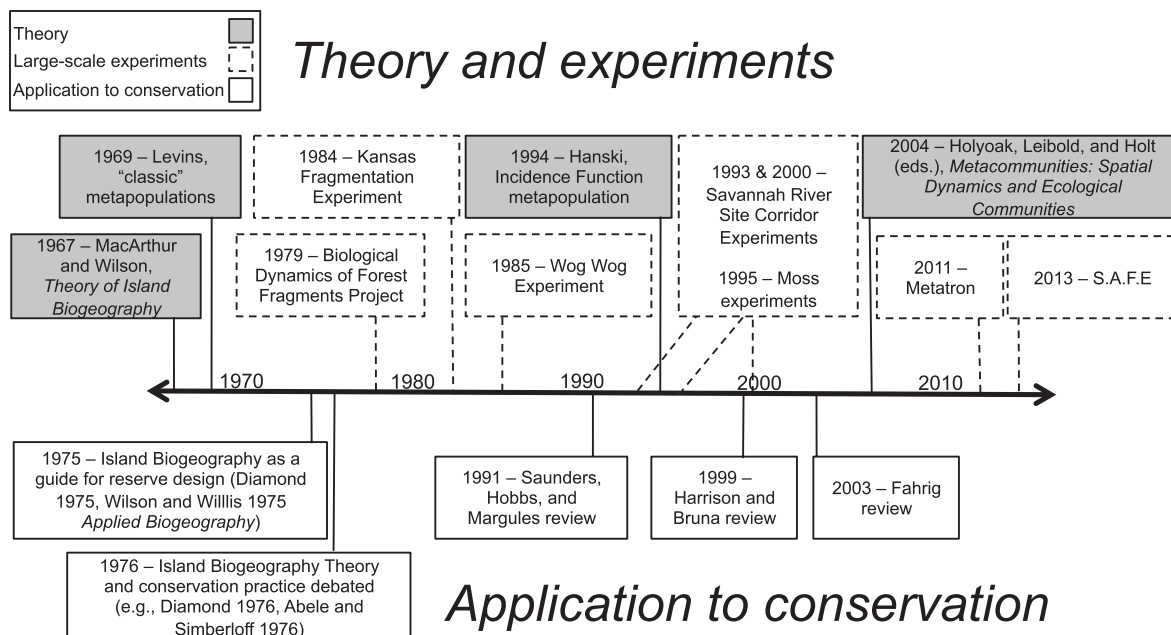 Theory
Large-scale experiments
Application to conservation
Theory and experiments
1969 – Levins,
“classic”
metapopulations
1984 – Kansas
Fragmentation
Experiment
1994 – Hanski,
Incidence Function
metapopulation
1993 & 2000 –
Savannah River
Site Corridor
Experiments
1995 – Moss
experiments
2004 – Holyoak, Leibold, and Holt
(eds.), Metacommunities: Spatial
Dynamics and Ecological
Communities
1967 – MacArthur
and Wilson,
Theory of Island
Biogeography
1979 – Biological
Dynamics of Forest
Fragments Project
1985 – Wog Wog
Experiment
2011 –
Metatron
2013 – S.A.F.E
1970
1980
1990
2000
2010
1975 – Island Biogeography as a
guide for reserve design (Diamond
1975, Wilson and Willlis 1975
Applied Biogeography)
1991 – Saunders,
Hobbs, and
Margules review
1999 –
Harrison and
Bruna review
2003 – Fahrig
review
1976 – Island Biogeography Theory
and conservation practice debated
(e.g., Diamond 1976, Abele and
Simberloff 1976)
Application to conservation